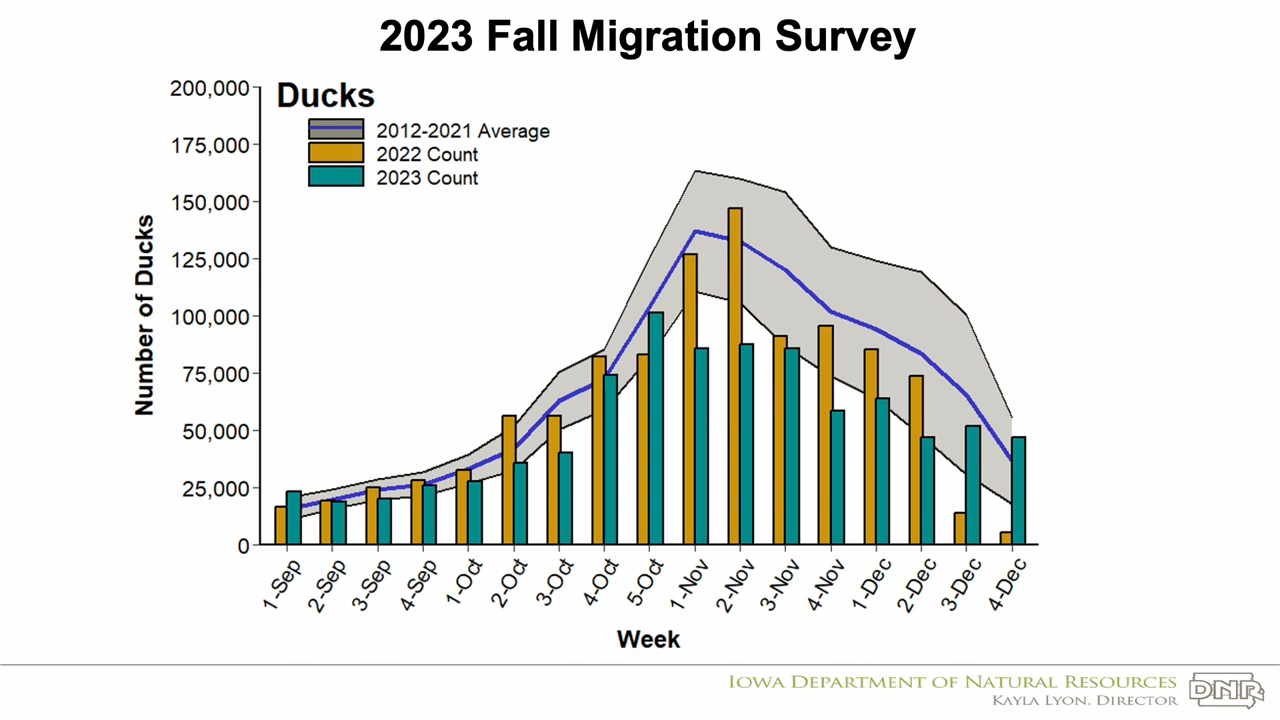 2023 Fall Migration Survey
Ducks
2012-2021 Average
2022 Count
2023 Count
Number of Ducks
200,000
175,000
150,000
125,000
100,000
75,000
50,000
25,000
0
1-Sep
2-Sep
3-Sep
4-Sep
1-Oct
2-Oct
3-Oct
4-Oct
5-Oct
1-Nov
2-Nov
3-Nov
4-Nov
1-Dec
2-Dec
3-Dec
4-Dec
Week
IOWA DEPARTMENT OF NATURAL RESOURCES
KAYLA LYON, DIRECTOR
DNR